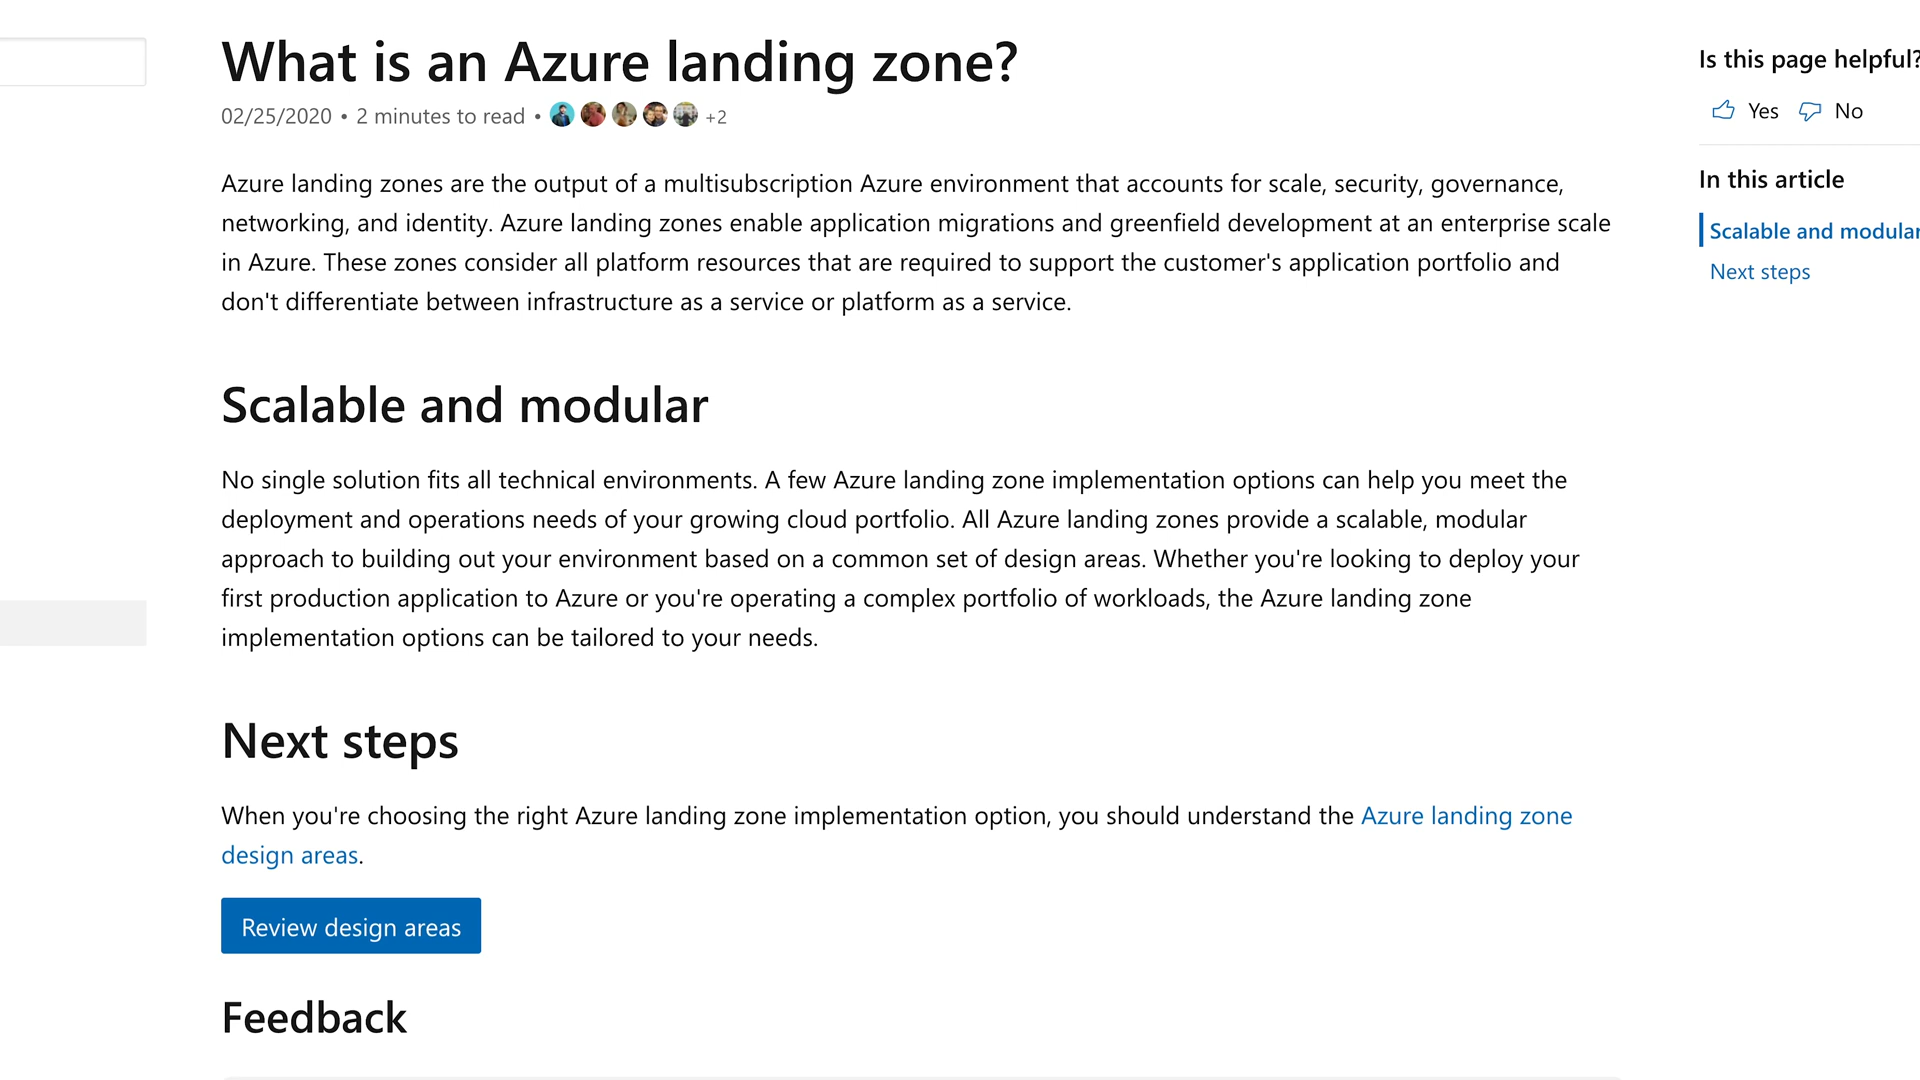 What is an Azure landing zone?
02/25/2020 • 2 minutes to read • +2
Azure landing zones are the output of a multisubscription Azure environment that accounts for scale, security, governance,
networking, and identity. Azure landing zones enable application migrations and greenfield development at an enterprise scale
in Azure. These zones consider all platform resources that are required to support the customer's application portfolio and
don't differentiate between infrastructure as a service or platform as a service.
Scalable and modular
No single solution fits all technical environments. A few Azure landing zone implementation options can help you meet the
deployment and operations needs of your growing cloud portfolio. All Azure landing zones provide a scalable, modular
approach to building out your environment based on a common set of design areas. Whether you're looking to deploy your
first production application to Azure or you're operating a complex portfolio of workloads, the Azure landing zone
implementation options can be tailored to your needs.
Next steps
When you're choosing the right Azure landing zone implementation option, you should understand the Azure landing zone
design areas.
Review design areas
Feedback
Is this page helpful?
Yes No
In this article
Scalable and modular
Next steps